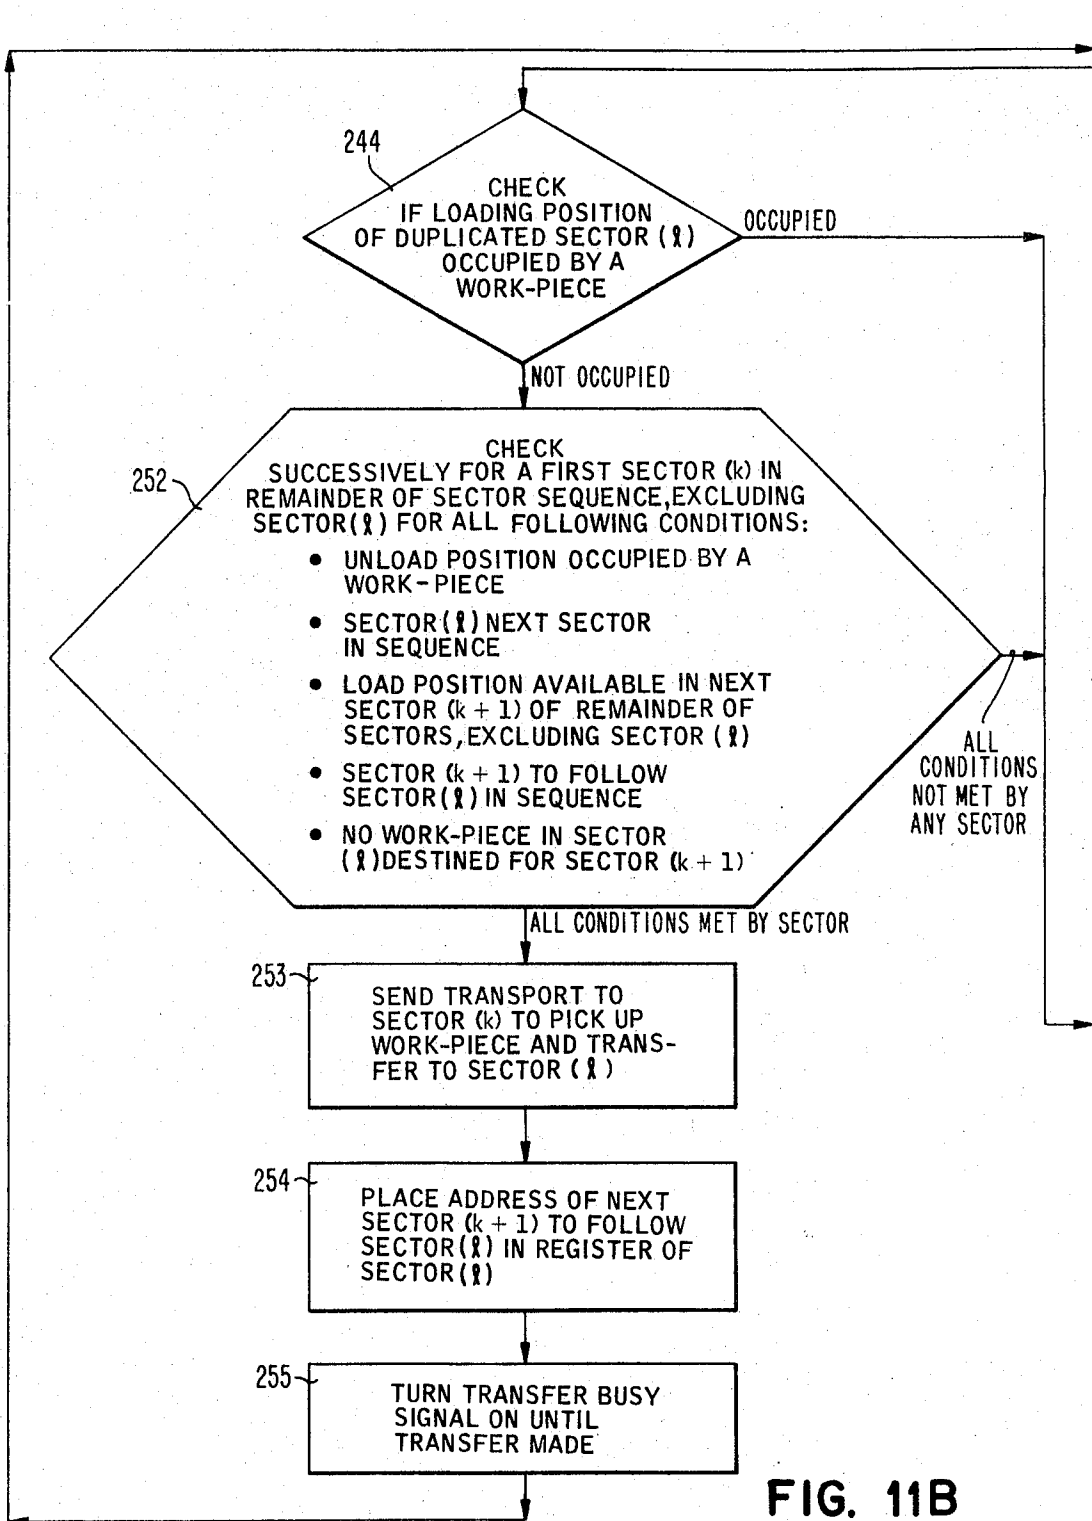 244
CHECK
IF LOADING POSITION
OF DUPLICATED SECTOR (ℓ)
OCCUPIED BY A
WORK-PIECE
OCCUPIED
NOT OCCUPIED
252
CHECK
SUCCESSIVELY FOR A FIRST SECTOR (k) IN
REMAINDER OF SECTOR SEQUENCE, EXCLUDING
SECTOR (ℓ) FOR ALL FOLLOWING CONDITIONS:
• UNLOAD POSITION OCCUPIED BY A
WORK-PIECE
• SECTOR (ℓ) NEXT SECTOR
IN SEQUENCE
• LOAD POSITION AVAILABLE IN NEXT
SECTOR (k + 1) OF REMAINDER OF
SECTORS, EXCLUDING SECTOR (ℓ)
• SECTOR (k + 1) TO FOLLOW
SECTOR (ℓ) IN SEQUENCE
• NO WORK-PIECE IN SECTOR
(ℓ) DESTINED FOR SECTOR (k + 1)
ALL
CONDITIONS
NOT MET BY
ANY SECTOR
ALL CONDITIONS MET BY SECTOR
253
SEND TRANSPORT TO
SECTOR (k) TO PICK UP
WORK-PIECE AND TRANS-
FER TO SECTOR (ℓ)
254
PLACE ADDRESS OF NEXT
SECTOR (k + 1) TO FOLLOW
SECTOR (ℓ) IN REGISTER OF
SECTOR (ℓ)
255
TURN TRANSFER BUSY
SIGNAL ON UNTIL
TRANSFER MADE
FIG. 11B